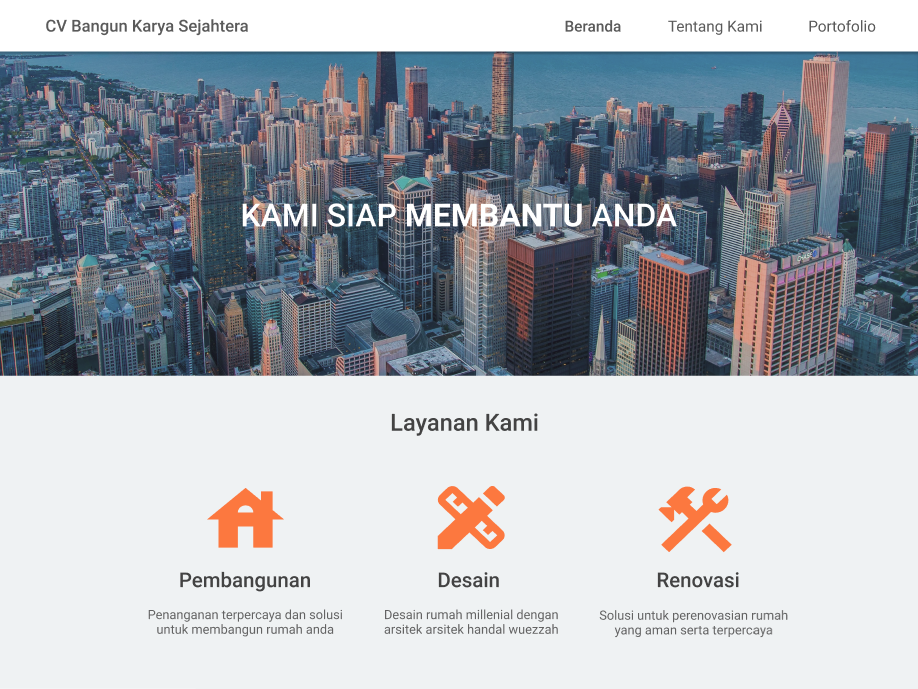 CV Bangun Karya Sejahtera
Beranda Tentang Kami Portofolio
KAMI SIAP MEMBANTU ANDA
Layanan Kami
Pembangunan
Penanganan terpercaya dan solusi
untuk membangun rumah anda
Desain
Desain rumah millenial dengan
arsitek arsitek handal wuezzah
Renovasi
Solusi untuk perenovasian rumah
yang aman serta terpercaya